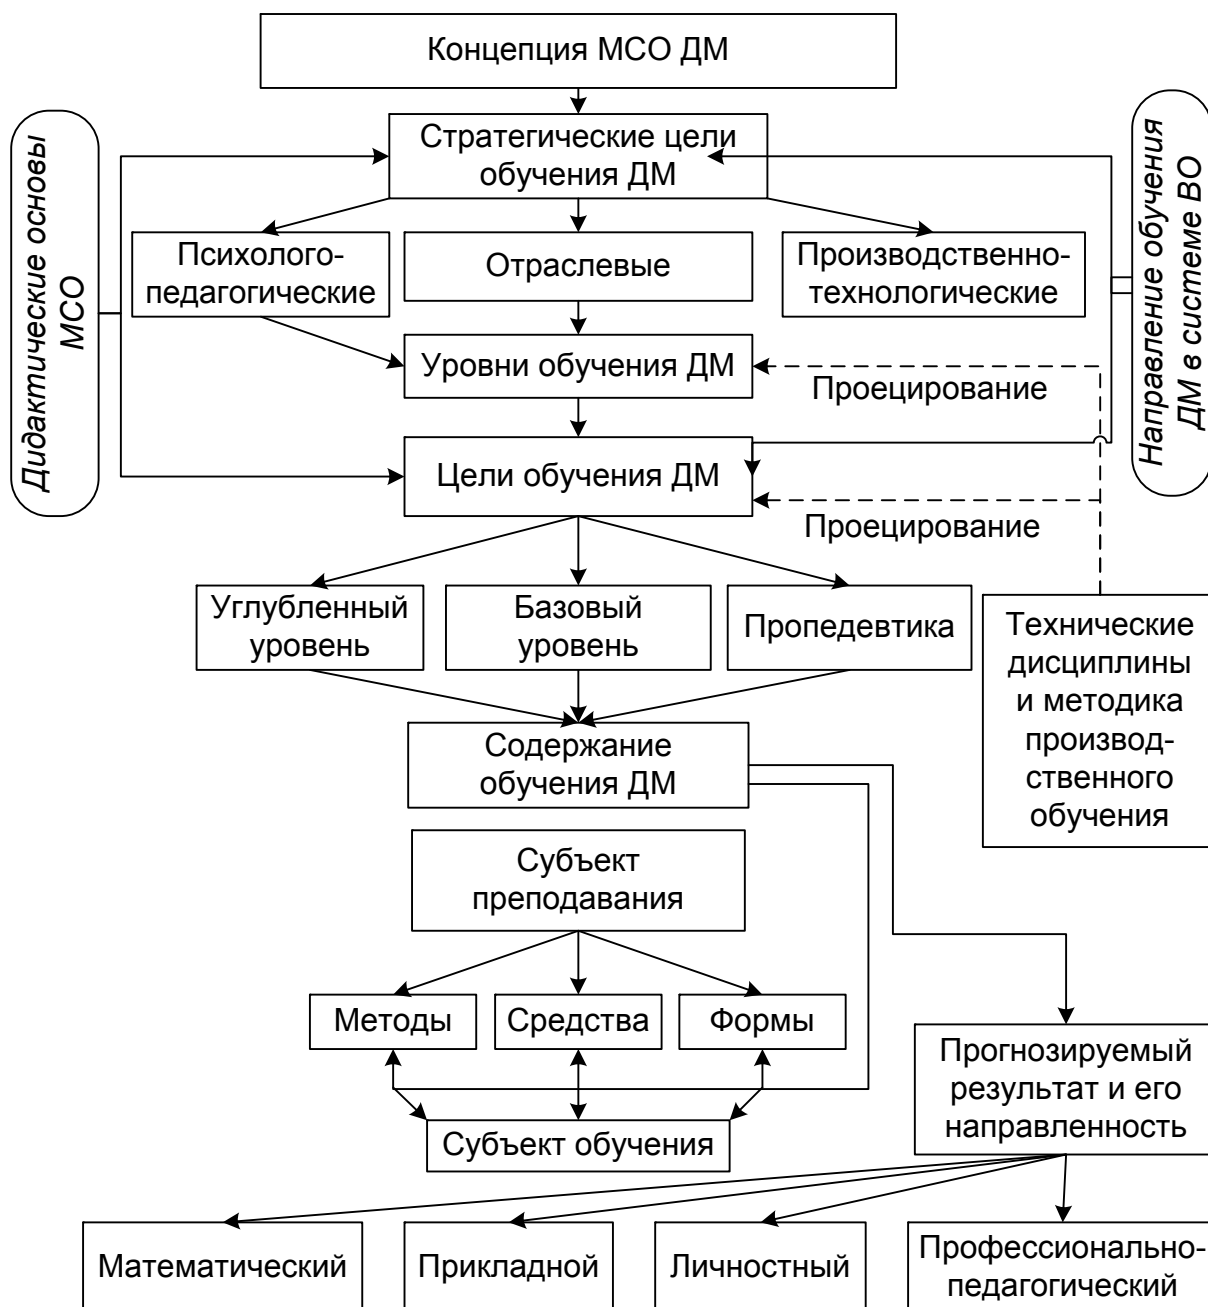 Концепция МСО ДМ
Дидактические основы
МСО
Стратегические цели
обучения ДМ
Направление обучения
ДМ в системе ВО
Психолого-
педагогические
Отраслевые
Производственно-
технологические
Уровни обучения ДМ
Проецирование
Цели обучения ДМ
Проецирование
Углубленный
уровень
Базовый
уровень
Пропедевтика
Технические
дисциплины
и методика
производ-
ственного
обучения
Содержание
обучения ДМ
Субъект
преподавания
Методы
Средства
Формы
Прогнозируемый
результат и его
направленность
Субъект обучения
Математический
Прикладной
Личностный
Профессионально-
педагогический